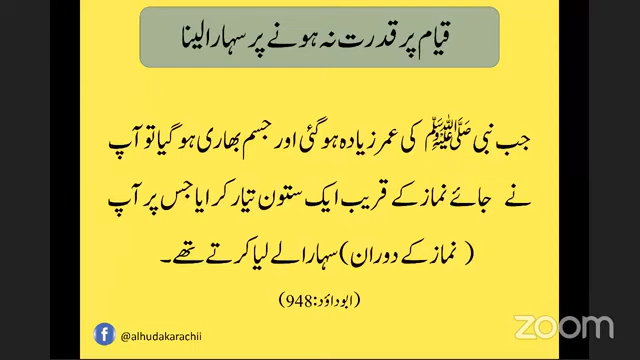 قیام پر قدرت نہ ہونے پر سہارا لینا
جب نبی ﷺ کی عمر زیادہ ہوگئی اور جسم بھاری ہوگیا تو آپ
نے جائے نماز کے قریب ایک ستون تیار کرایا جس پر آپ
( نماز کے دوران) سہارا لے لیا کرتے تھے۔
(ابوداؤد:948)
@alhudakarachii
zoom